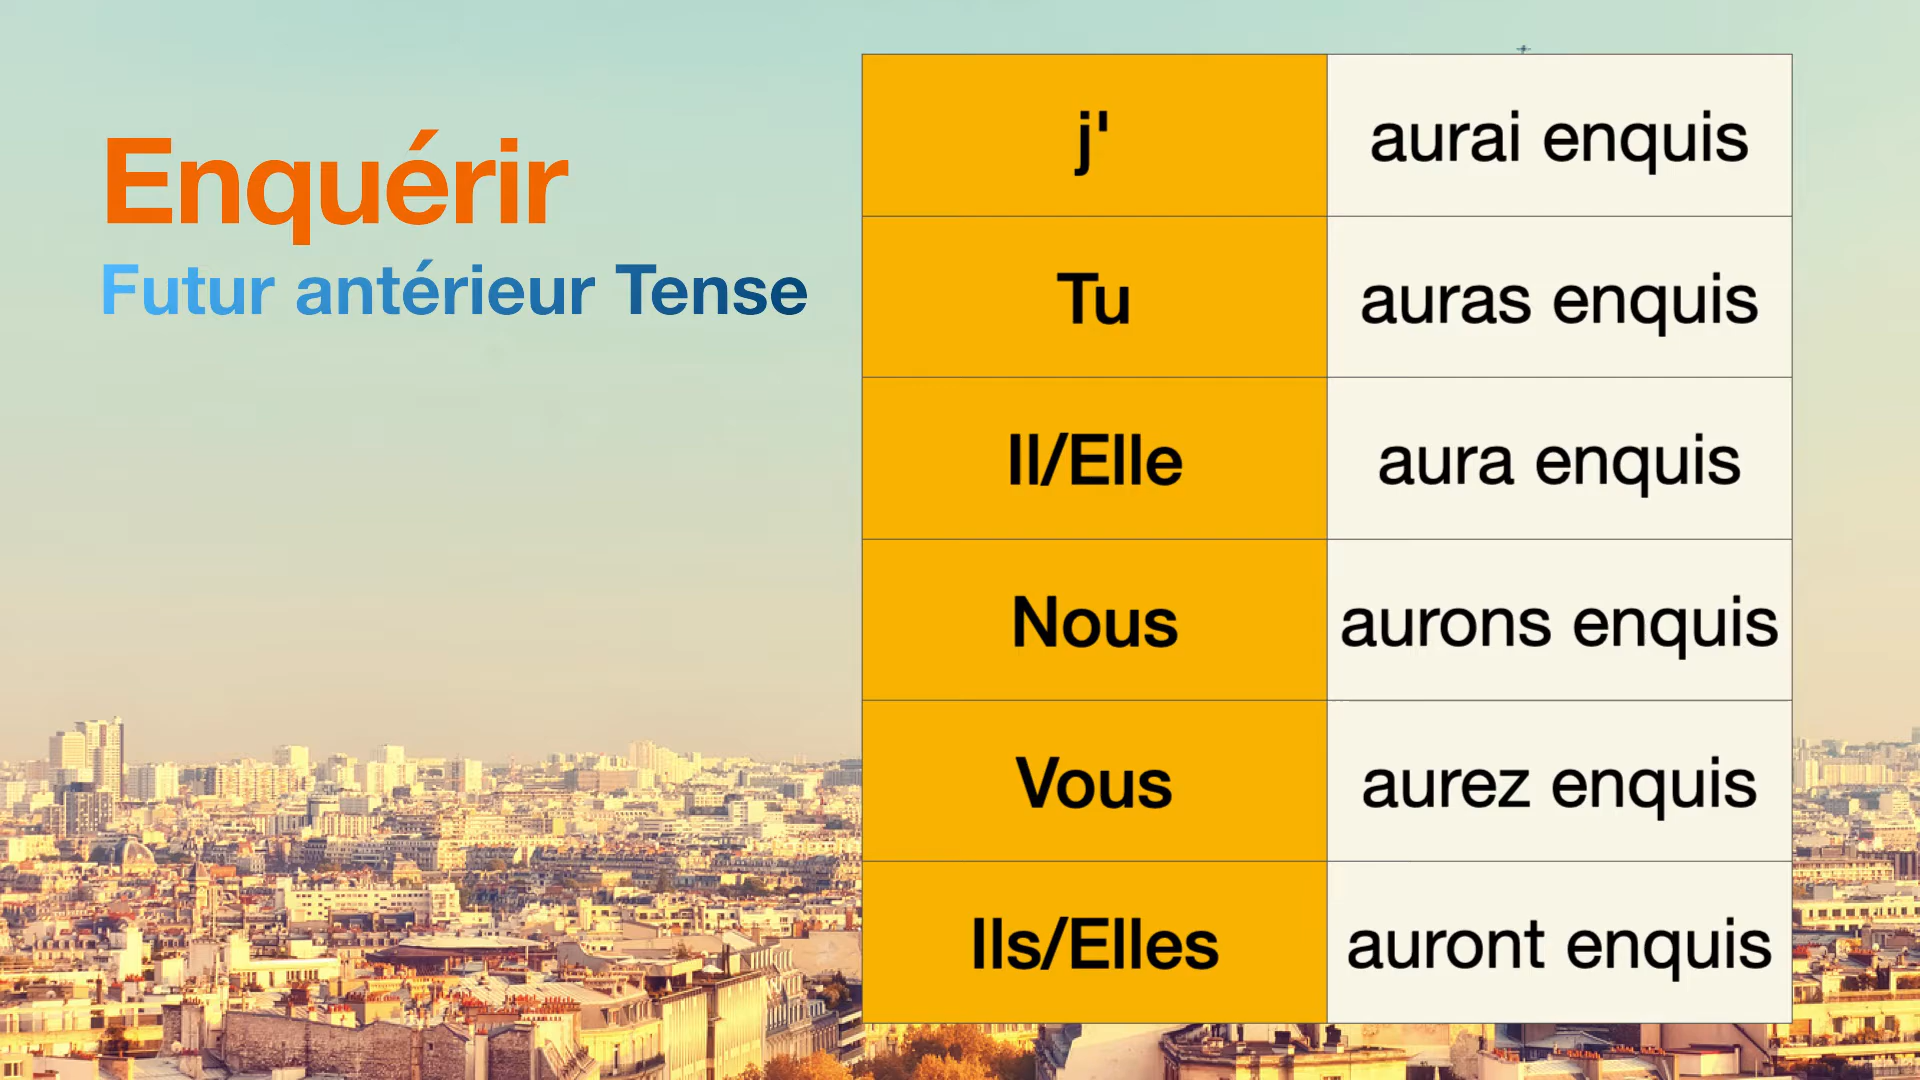 Enquérir
Futur antérieur Tense
j' aurai enquis
Tu auras enquis
Il/Elle aura enquis
Nous aurons enquis
Vous aurez enquis
Ils/Elles auront enquis